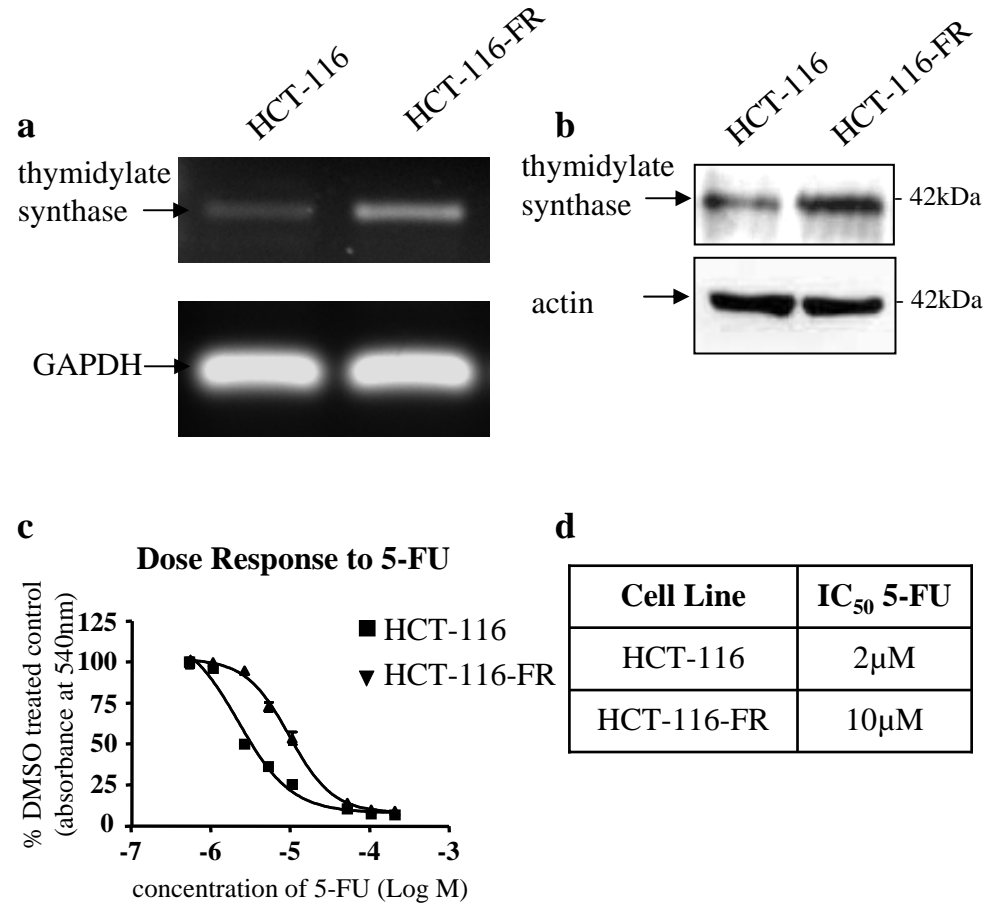 a
HCT-116
HCT-116-FR
thymidylate
synthase
GAPDH
b
HCT-116
HCT-116-FR
thymidylate
synthase
42kDa
actin
42kDa
c
Dose Response to 5-FU
% DMSO treated control
(absorbance at 540nm)
125
100
75
50
25
0
-7 -6 -5 -4 -3
concentration of 5-FU (Log M)
HCT-116
HCT-116-FR
d
Cell Line IC₅₀ 5-FU
HCT-116 2µM
HCT-116-FR 10µM